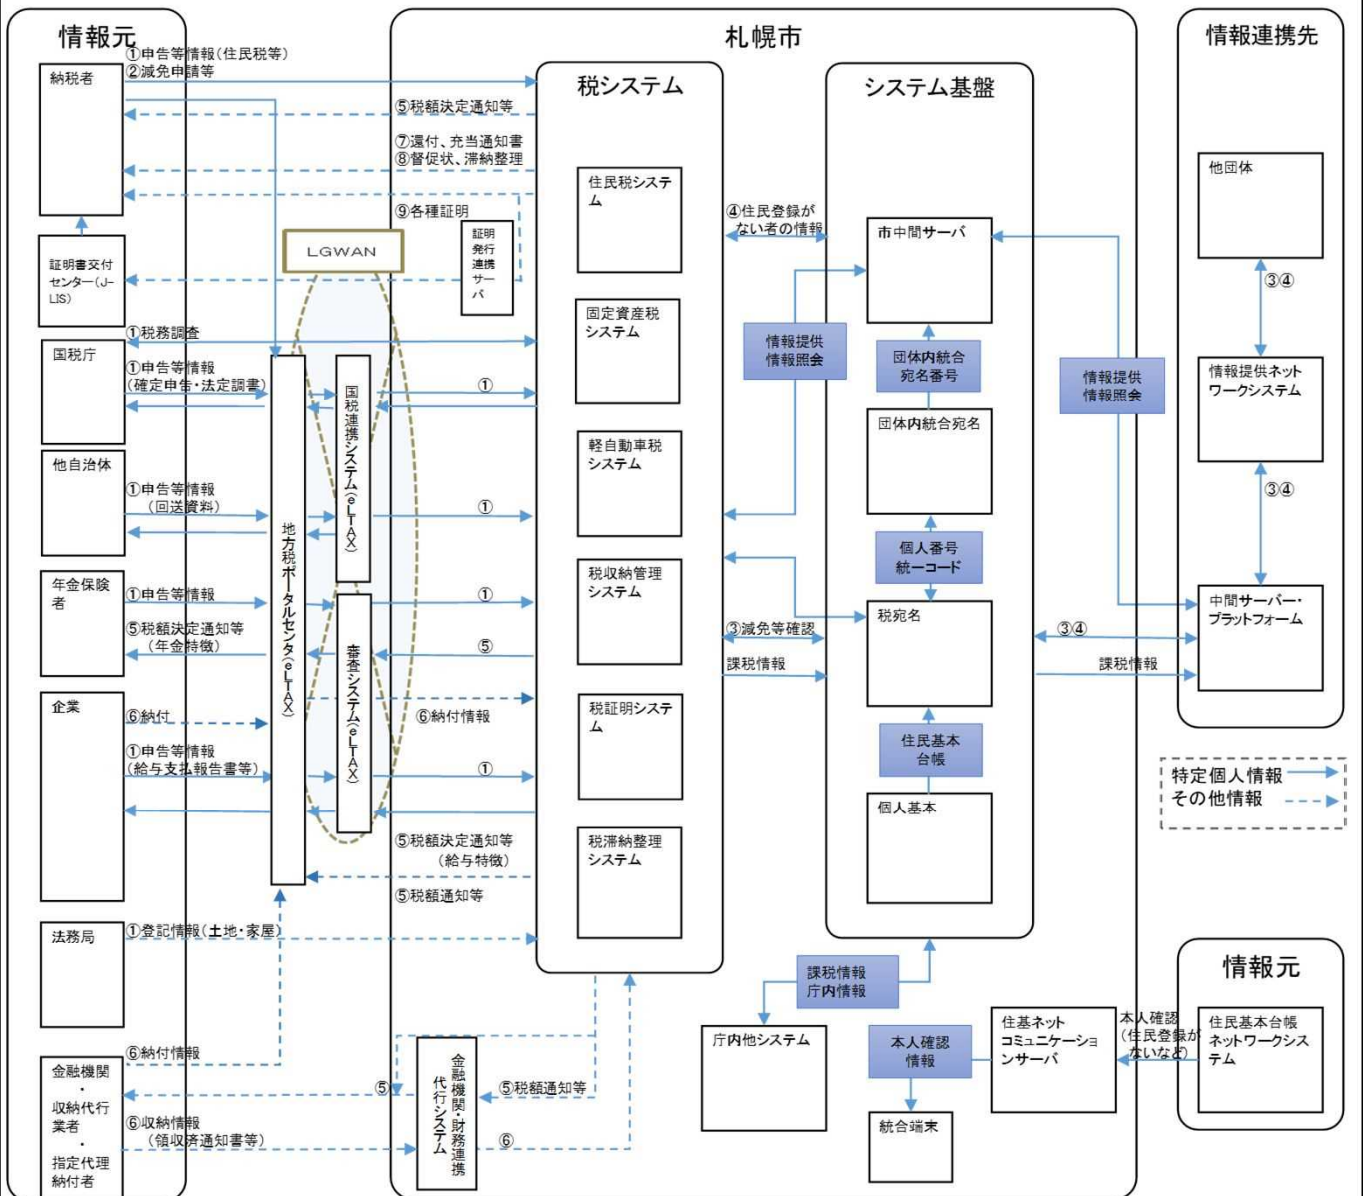 情報元
納税者
証明書交付
センター（J-
LIS）
国税庁
他自治体
年金保険
者
企業
法務局
金融機関
・
収納代行
業者
・
指定代理
納付者
①申告等情報（住民税等）
②減免申請等
⑤税額決定通知等
⑦還付、充当通知書
⑧督促状、滞納整理
⑨各種証明
証明
発行
連携
サー
バ
LGWAN
①税務調査
①申告等情報
（確定申告・法定調書）
①申告等情報
（回送資料）
①申告等情報
⑤税額決定通知等
（年金特徴）
⑥納付
①申告等情報
（給与支払報告書等）
①登記情報（土地・家屋）
⑥納付情報
⑥収納情報
（領収済通知書等）
地方税ポータルセンタ（eLTAX）
国税連携システム（eLTAX）
審査システム（eLTAX）
①
①
①
⑤
⑥納付情報
①
⑤税額決定通知等
（給与特徴）
⑤税額通知等
⑤
⑤税額通知等
⑥
金融機関・財務連携
代行システム
札幌市
税システム
住民税システ
ム
固定資産税
システム
軽自動車税
システム
税収納管理
システム
税証明システ
ム
税滞納整理
システム
④住民登録が
ない者の情報
情報提供
情報照会
③減免等確認
課税情報
システム基盤
市中間サーバ
団体内統合
宛名番号
団体内統合宛名
個人番号
統一コード
税宛名
住民基本
台帳
個人基本
課税情報
庁内情報
庁内他システム
本人確認
情報
統合端末
住基ネット
コミュニケーショ
ンサーバ
情報提供
情報照会
③④
課税情報
情報連携先
他団体
③④
情報提供ネット
ワークシステム
③④
中間サーバー・
プラットフォーム
特定個人情報
その他情報
情報元
本人確認
（住民登録が
ないなど）
住民基本台帳
ネットワークシス
テム